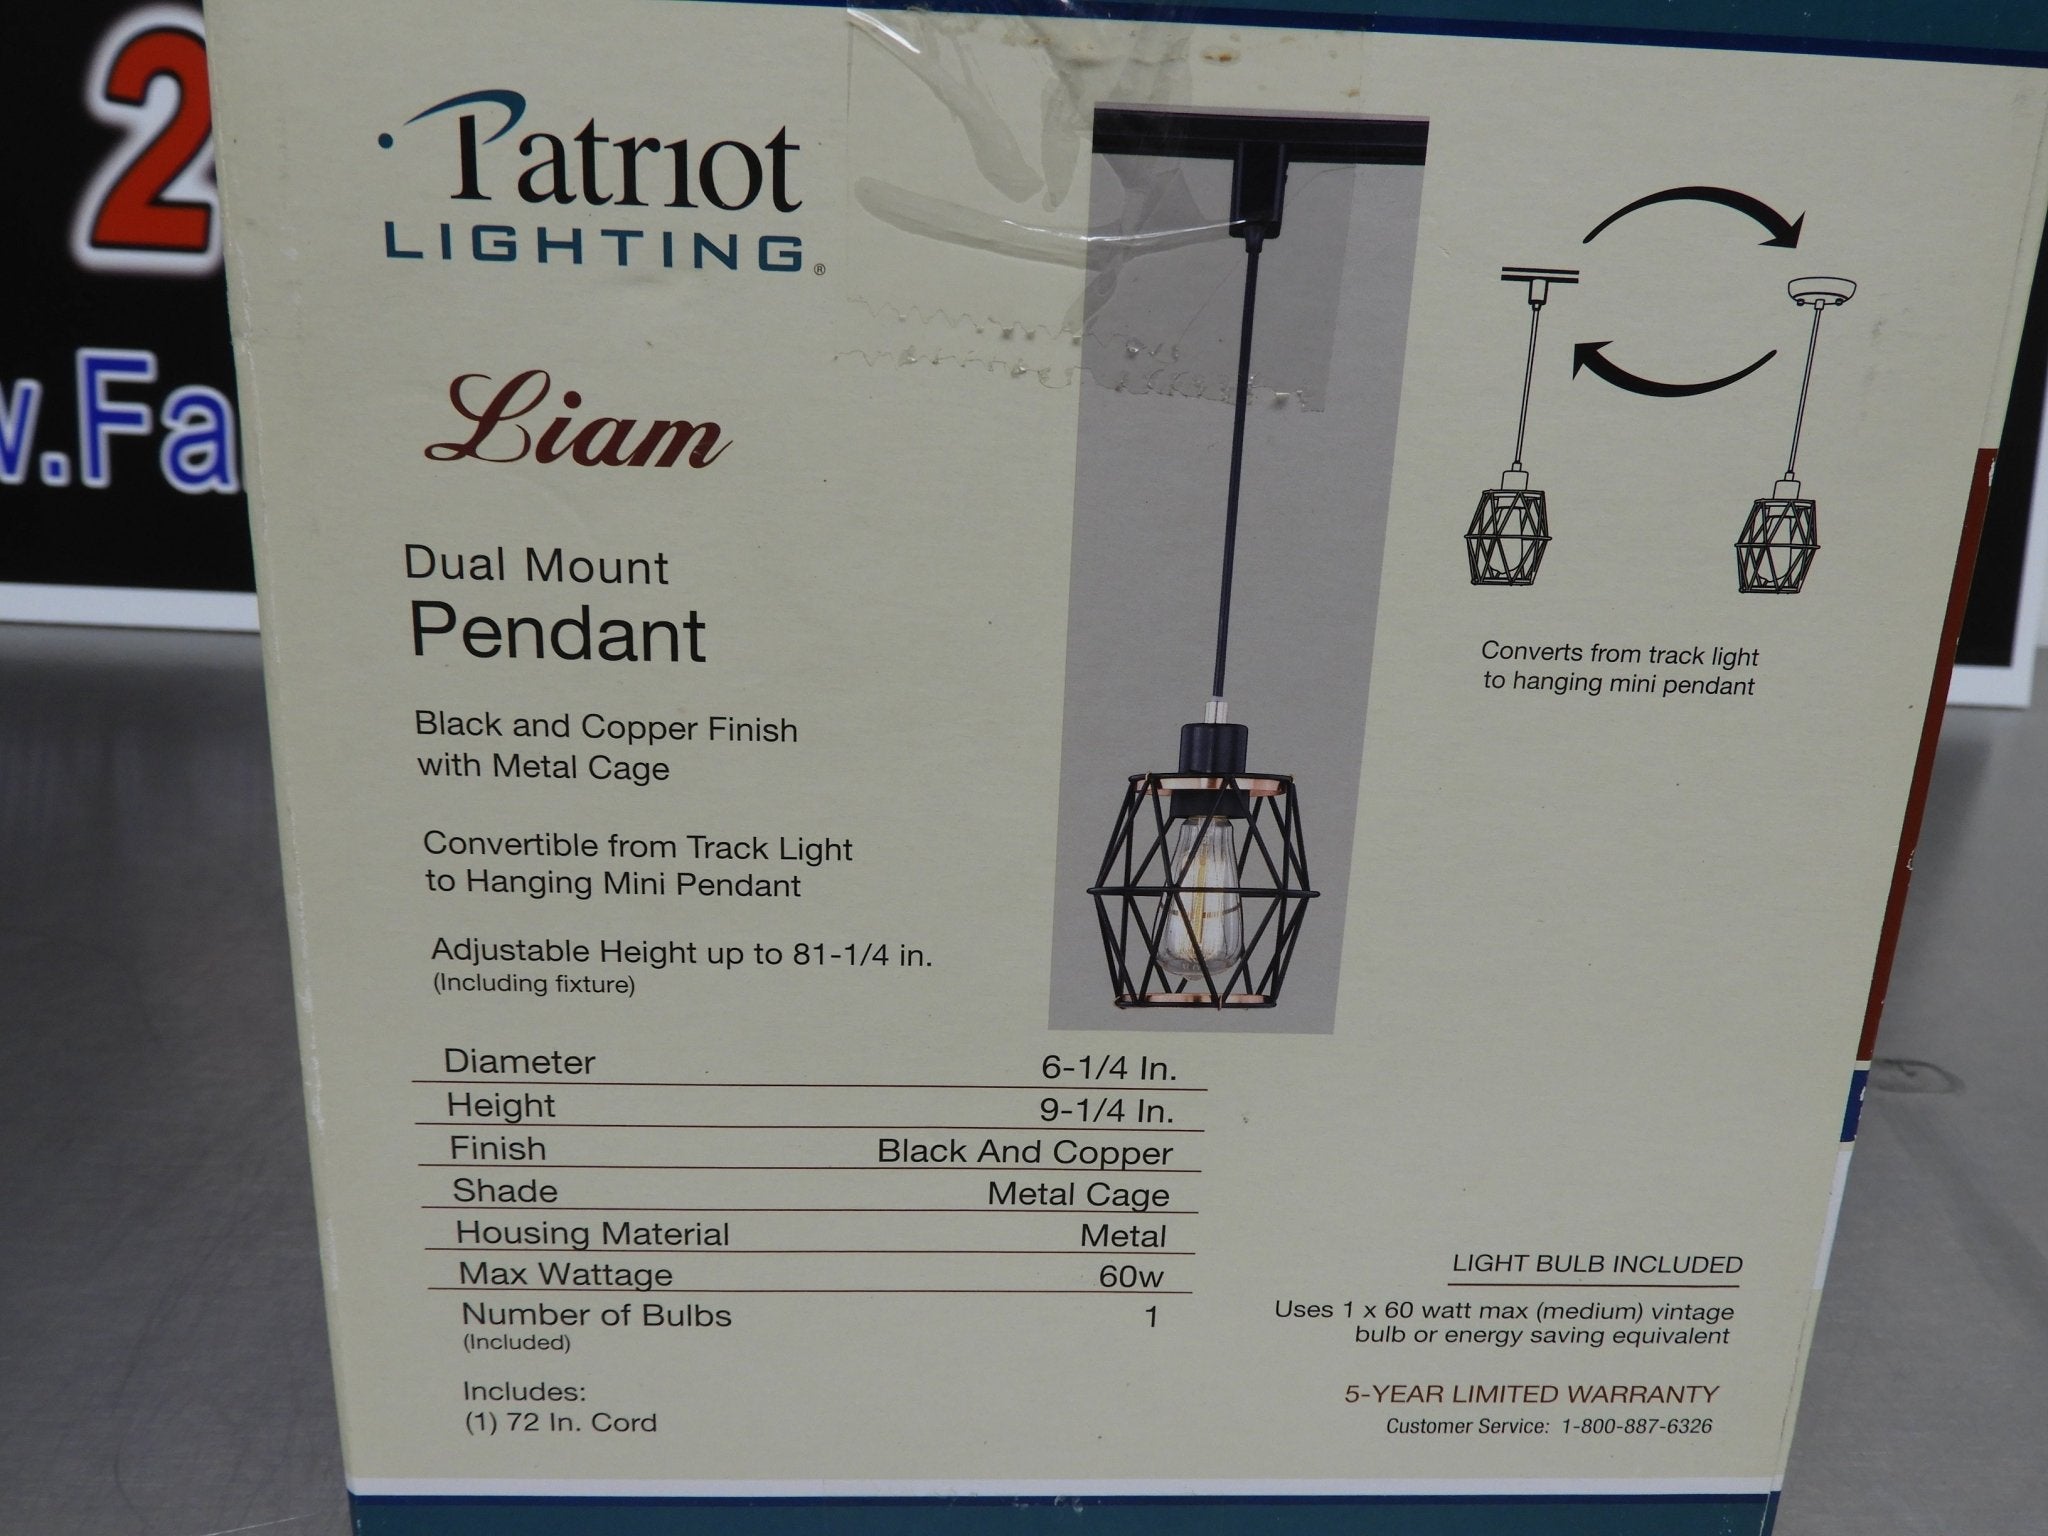 2
w.Fa
Patriot
LIGHTING®
Liam
Dual Mount
Pendant
Black and Copper Finish
with Metal Cage
Convertible from Track Light
to Hanging Mini Pendant
Adjustable Height up to 81-1/4 in.
(Including fixture)
Diameter 6-1/4 In.
Height 9-1/4 In.
Finish Black And Copper
Shade Metal Cage
Housing Material Metal
Max Wattage 60w
Number of Bulbs 1
(Included)
Includes:
(1) 72 In. Cord
Converts from track light
to hanging mini pendant
LIGHT BULB INCLUDED
Uses 1 x 60 watt max (medium) vintage
bulb or energy saving equivalent
5-YEAR LIMITED WARRANTY
Customer Service: 1-800-887-6326